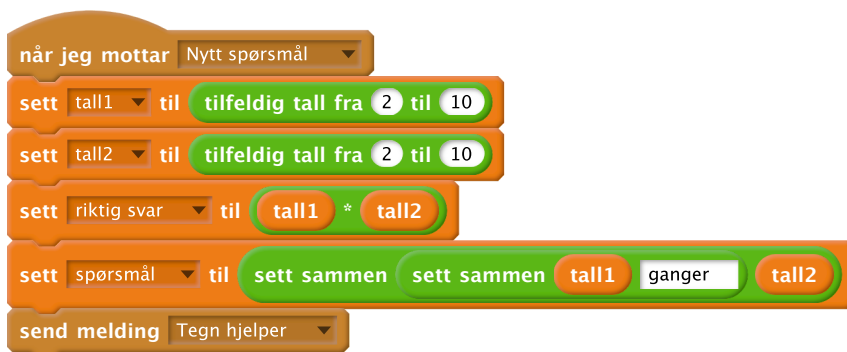 når jeg mottar Nytt spørsmål
sett tall1 til tilfeldig tall fra 2 til 10
sett tall2 til tilfeldig tall fra 2 til 10
sett riktig svar til tall1 * tall2
sett spørsmål til sett sammen sett sammen tall1 ganger tall2
send melding Tegn hjelper